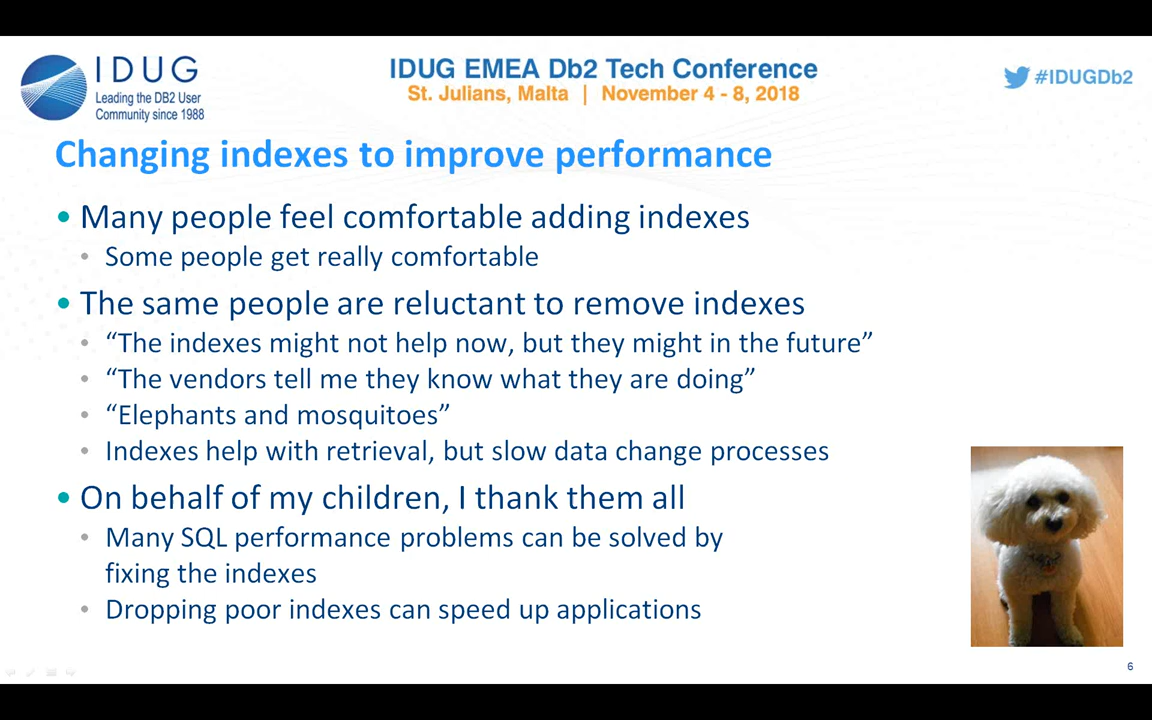 IDUG
Leading the DB2 User
Community since 1988
IDUG EMEA Db2 Tech Conference
St. Julians, Malta | November 4 - 8, 2018
#IDUGDb2
Changing indexes to improve performance
• Many people feel comfortable adding indexes
• Some people get really comfortable
• The same people are reluctant to remove indexes
• “The indexes might not help now, but they might in the future”
• “The vendors tell me they know what they are doing”
• “Elephants and mosquitoes”
• Indexes help with retrieval, but slow data change processes
• On behalf of my children, I thank them all
• Many SQL performance problems can be solved by
fixing the indexes
• Dropping poor indexes can speed up applications
6